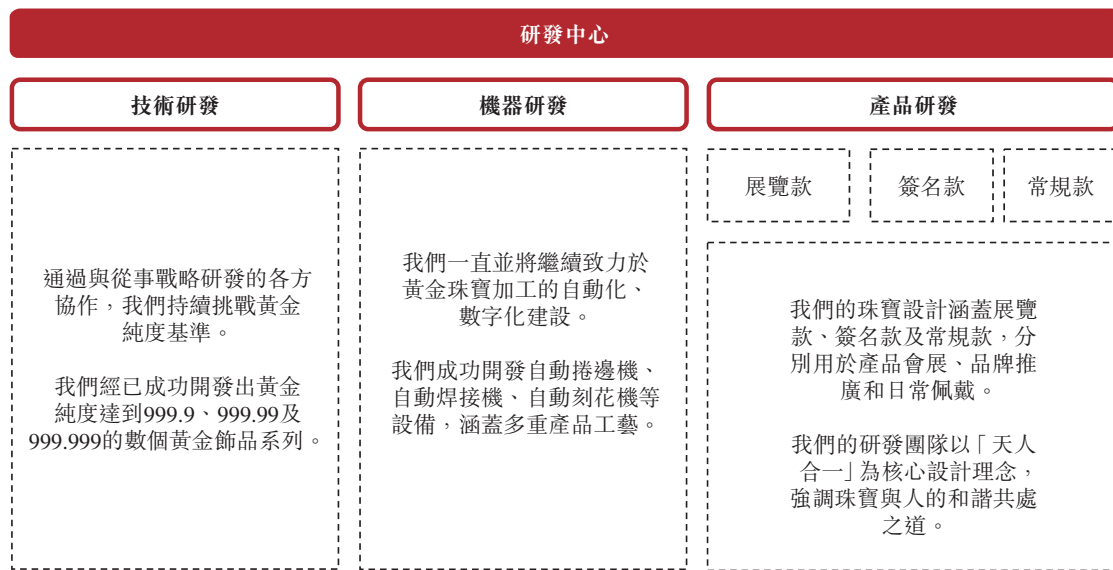 研發中心
技術研發
通過與從事戰略研發的各方
協作，我們持續挑戰黃金
純度基準。
我們經已成功開發出黃金
純度達到999.9、999.99及
999.999的數個黃金飾品系列。
機器研發
我們一直並將繼續致力於
黃金珠寶加工的自動化、
數字化建設。
我們成功開發自動捲邊機、
自動焊接機、自動刻花機等
設備，涵蓋多重產品工藝。
產品研發
展覽款
簽名款
常規款
我們的珠寶設計涵蓋展覽
款、簽名款及常規款，分
別用於產品會展、品牌推
廣和日常佩戴。
我們的研發團隊以「天人
合一」為核心設計理念，
強調珠寶與人的和諧共處
之道。